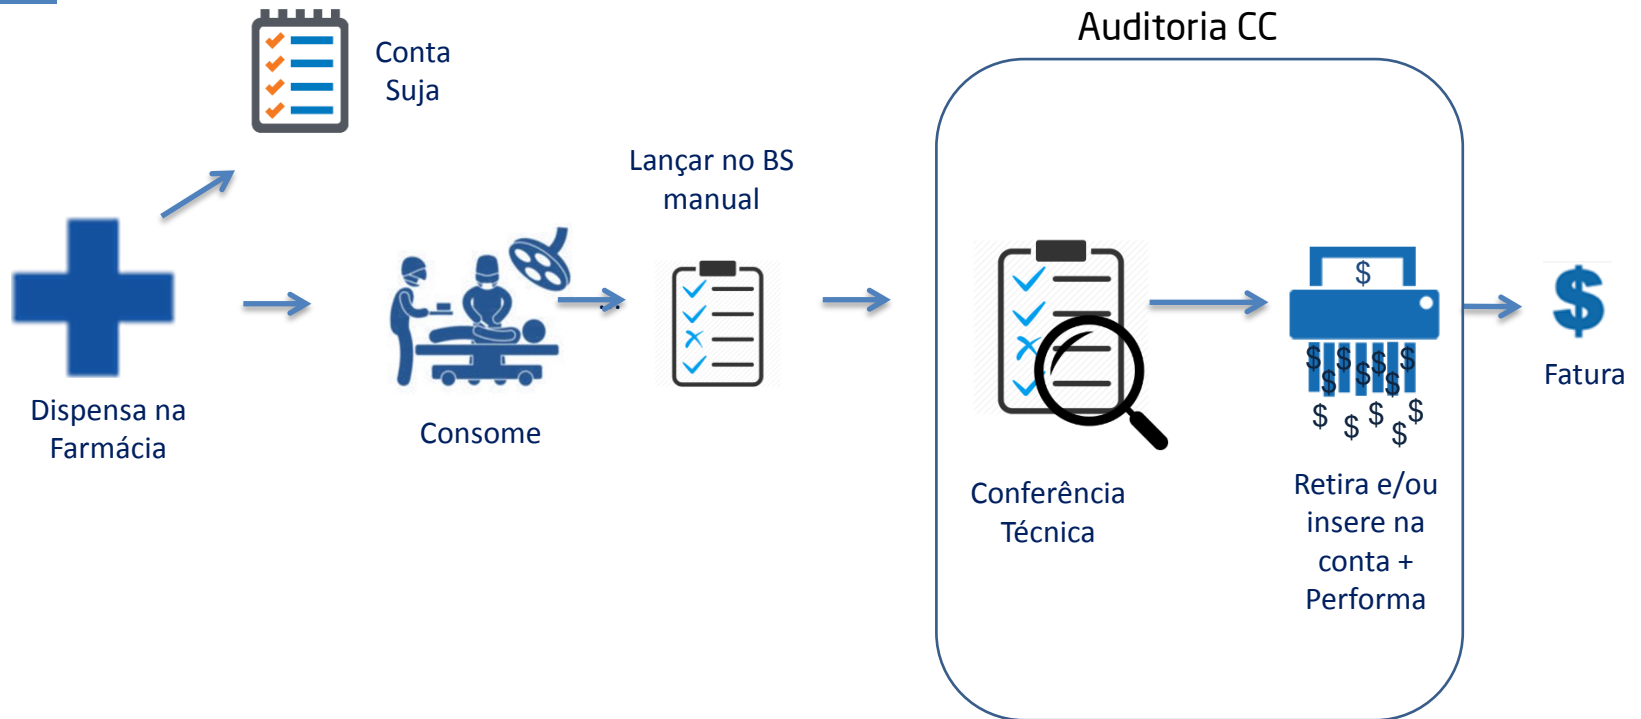 Auditoria CC
Conta
Suja
Lançar no BS
manual
Dispensa na
Farmácia
Consome
...
Conferência
Técnica
$
$ $ $ $ $ $ $
$ $ $ $ $
Retira e/ou
insere na
conta +
Performa
$
Fatura